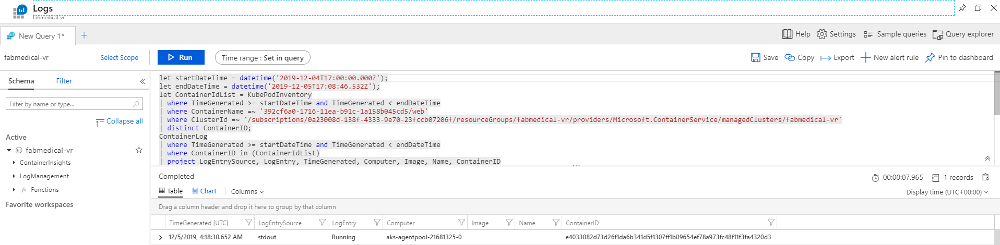 Logs
fabmedical-vr
New Query 1*
Help Settings Sample queries Query explorer
fabmedical-vr Select Scope Run Time range : Set in query Save Copy Export New alert rule Pin to dashboard
Schema Filter
Filter by name or type...
Collapse all
Active
fabmedical-vr
ContainerInsights
LogManagement
fx Functions
Favorite workspaces
let startDateTime = datetime('2019-12-04T17:00:00.000Z');
let endDateTime = datetime('2019-12-05T17:08:46.532Z');
let ContainerIdList = KubePodInventory
| where TimeGenerated >= startDateTime and TimeGenerated < endDateTime
| where ContainerName =~ '392cf6a0-1716-11ea-b91c-1a158b045cd5/web'
| where ClusterId =~ '/subscriptions/0a23008d-138f-4333-9e70-23fccb07206f/resourceGroups/fabmedical-vr/providers/Microsoft.ContainerService/managedClusters/fabmedical-vr'
| distinct ContainerID;
ContainerLog
| where TimeGenerated >= startDateTime and TimeGenerated < endDateTime
| where ContainerID in (ContainerIdList)
| project LogEntrySource, LogEntry, TimeGenerated, Computer, Image, Name, ContainerID
Completed 00:00:07.965 1 records
Table Chart Columns Display time (UTC+00:00)
Drag a column header and drop it here to group by that column
TimeGenerated [UTC] LogEntrySource LogEntry Computer Image Name ContainerID
12/5/2019, 4:18:30.652 AM stdout Running aks-agentpool-21681325-0 e4033082d73d26f1da6b341d5f1307ff1b09654ef78a973fc48f11f3fa4320d3